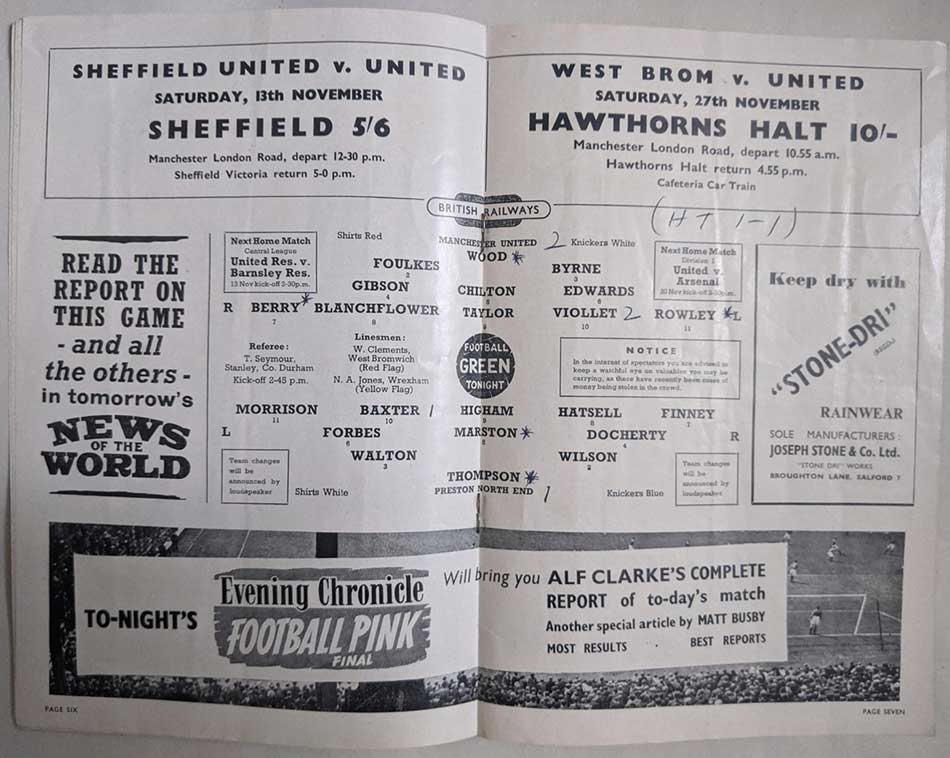 SHEFFIELD UNITED v. UNITED
SATURDAY, 13th NOVEMBER
SHEFFIELD 5/6
Manchester London Road, depart 12-30 p.m.
Sheffield Victoria return 5-0 p.m.
WEST BROM v. UNITED
SATURDAY, 27th NOVEMBER
HAWTHORNS HALT 10/-
Manchester London Road, depart 10.55 a.m.
Hawthorns Halt return 4.55 p.m.
Cafeteria Car Train
BRITISH RAILWAYS
(HT 1-1)
READ THE
REPORT ON
THIS GAME
- and all
the others -
in tomorrow's
NEWS
OF THE
WORLD
Next Home Match
Central League
United Res. v.
Barnsley Res.
13 Nov kick-off 2-30p.m.
Shirts Red
MANCHESTER UNITED 2
Knickers White
Next Home Match
Division 1
United v.
Arsenal
20 Nov kick-off 2-30p.m.
WOOD *
FOULKES
2
BYRNE
3
GIBSON
4
CHILTON
5
EDWARDS
6
R BERRY * BLANCHFLOWER TAYLOR VIOLLET 2 ROWLEY * L
7 8 9 10 11
Referee:
T. Seymour,
Stanley, Co. Durham
Kick-off 2-45 p.m.
Linesmen:
W. Clements,
West Bromwich
(Red Flag)
N. A. Jones, Wrexham
(Yellow Flag)
FOOTBALL
GREEN
TONIGHT
NOTICE
In the interest of spectators you are advised to
keep a watchful eye on valuables you may be
carrying, as there have recently been cases of
money being stolen in the crowd.
MORRISON BAXTER 1 HIGHAM HATSELL FINNEY
11 10 9 8 7
L FORBES MARSTON * DOCHERTY R
6 5 4
WALTON WILSON
3 2
THOMPSON *
PRESTON NORTH END 1
Team changes
will be
announced by
loudspeaker
Shirts White
Knickers Blue
Team changes
will be
announced by
loudspeaker
Keep dry with
"STONE-DRI"
RAINWEAR
SOLE MANUFACTURERS:
JOSEPH STONE & Co. Ltd.
"STONE DRI" WORKS
BROUGHTON LANE, SALFORD 7
TO-NIGHT'S
Evening Chronicle
FOOTBALL PINK
FINAL
Will bring you ALF CLARKE'S COMPLETE
REPORT of to-day's match
Another special article by MATT BUSBY
MOST RESULTS . BEST REPORTS
PAGE SIX
PAGE SEVEN